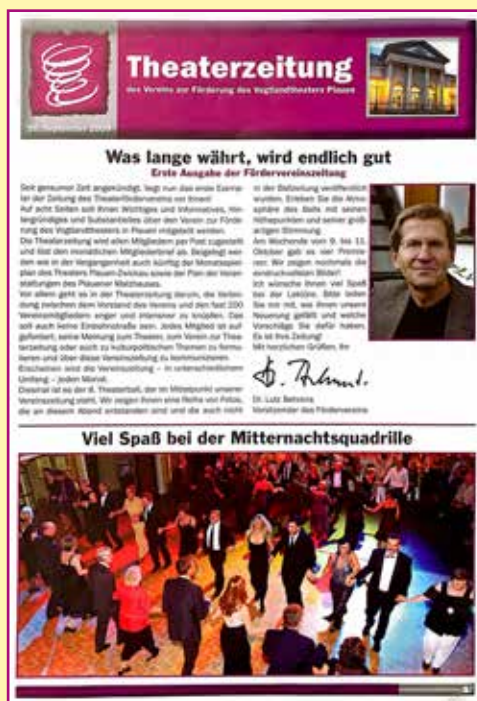 Theaterzeitung
des Vereins zur Förderung des Vogtlandtheaters Plauen
September 2009
Was lange währt, wird endlich gut
Erste Ausgabe der Fördervereinszeitung
Seit geraumer Zeit angekündigt, liegt nun das erste Exemp-
lar der Zeitung des Theaterfördervereins vor Ihnen!
Auf acht Seiten soll Ihnen Wichtiges und Informatives, Hin-
tergründiges und Substantielles über den Verein zur Förde-
rung des Vogtlandtheaters in Plauen mitgeteilt werden.
Die Theaterzeitung wird allen Mitgliedern per Post zugestellt
und löst den monatlichen Mitgliederbrief ab. Beigelegt wer-
den wie in der Vergangenheit auch künftig der Monatsspiel-
plan des Theaters Plauen-Zwickau sowie der Plan der Veran-
staltungen des Plauener Malzhauses.
Vor allem geht es in der Theaterzeitung darum, die Verbin-
dung zwischen dem Vorstand des Vereins und den fast 200
Vereinsmitgliedern enger und intensiver zu knüpfen. Das
soll auch keine Einbahnstraße sein. Jedes Mitglied ist auf-
gefordert, seine Meinung zum Theater, zum Verein zur Thea-
terzeitung oder auch zu kulturpolitischen Themen zu formu-
lieren und über diese Vereinszeitung zu kommunizieren.
Erscheinen wird die Vereinszeitung – in unterschiedlichem
Umfang – jeden Monat.
Diesmal ist es der 8. Theaterball, der im Mittelpunkt unserer
Vereinszeitung steht. Wir zeigen Ihnen eine Reihe von Fotos,
die an diesem Abend entstanden sind und die auch nicht
in der Ballzeitung veröffentlicht
wurden. Erleben Sie die Atmo-
sphäre des Balls mit seinen
Höhepunkten und seiner groß-
artigen Stimmung.
Am Wochenende vom 9. bis 11.
Oktober gab es vier Premie-
ren. Wir zeigen nochmals die
eindrucksvollsten Bilder!
Ich wünsche Ihnen viel Spaß
bei der Lektüre. Bitte teilen
Sie mir mit, wie Ihnen unsere
Neuerung gefällt und welche
Vorschläge Sie dafür haben.
Es ist Ihre Zeitung!
Mit herzlichen Grüßen, Ihr
Dr. Lutz Behrens
Vorsitzender des Fördervereins
Viel Spaß bei der Mitternachtsquadrille